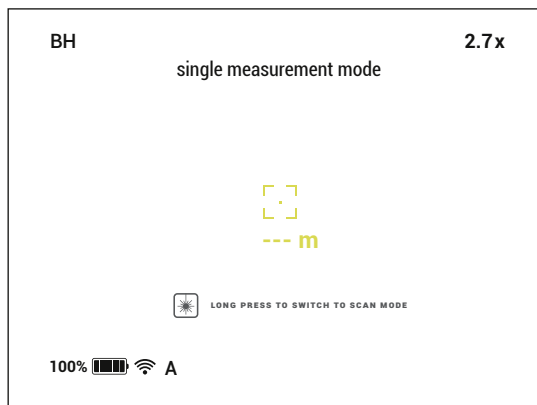 BH
2.7x
single measurement mode
--- m
LONG PRESS TO SWITCH TO SCAN MODE
100%
A